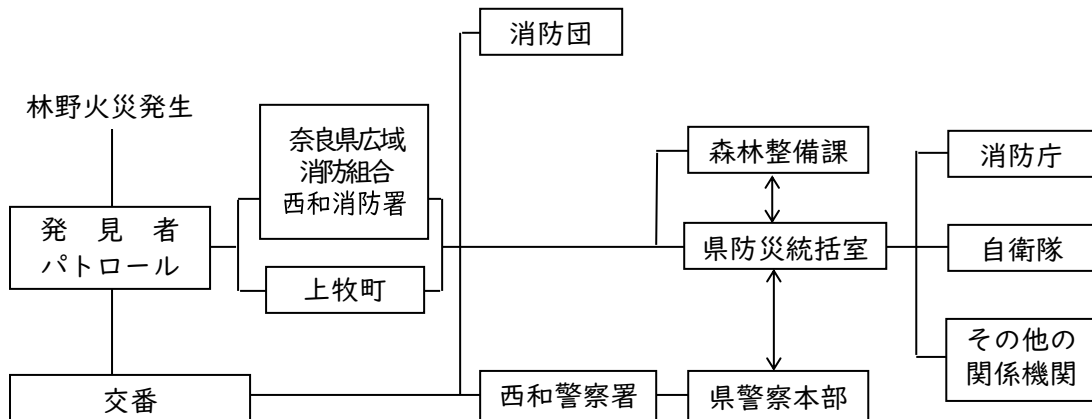 林野火災発生
発見者
パトロール
交番
奈良県広域
消防組合
西和消防署
上牧町
消防団
西和警察署
森林整備課
県防災統括室
県警察本部
消防庁
自衛隊
その他の
関係機関